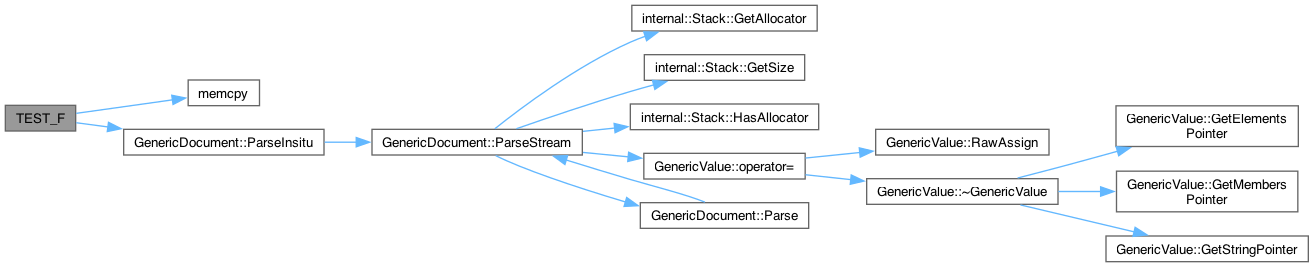 TEST_F
memcpy
GenericDocument::ParseInsitu
GenericDocument::ParseStream
internal::Stack::GetAllocator
internal::Stack::GetSize
internal::Stack::HasAllocator
GenericValue::operator=
GenericDocument::Parse
GenericValue::RawAssign
GenericValue::~GenericValue
GenericValue::GetElements
Pointer
GenericValue::GetMembers
Pointer
GenericValue::GetStringPointer